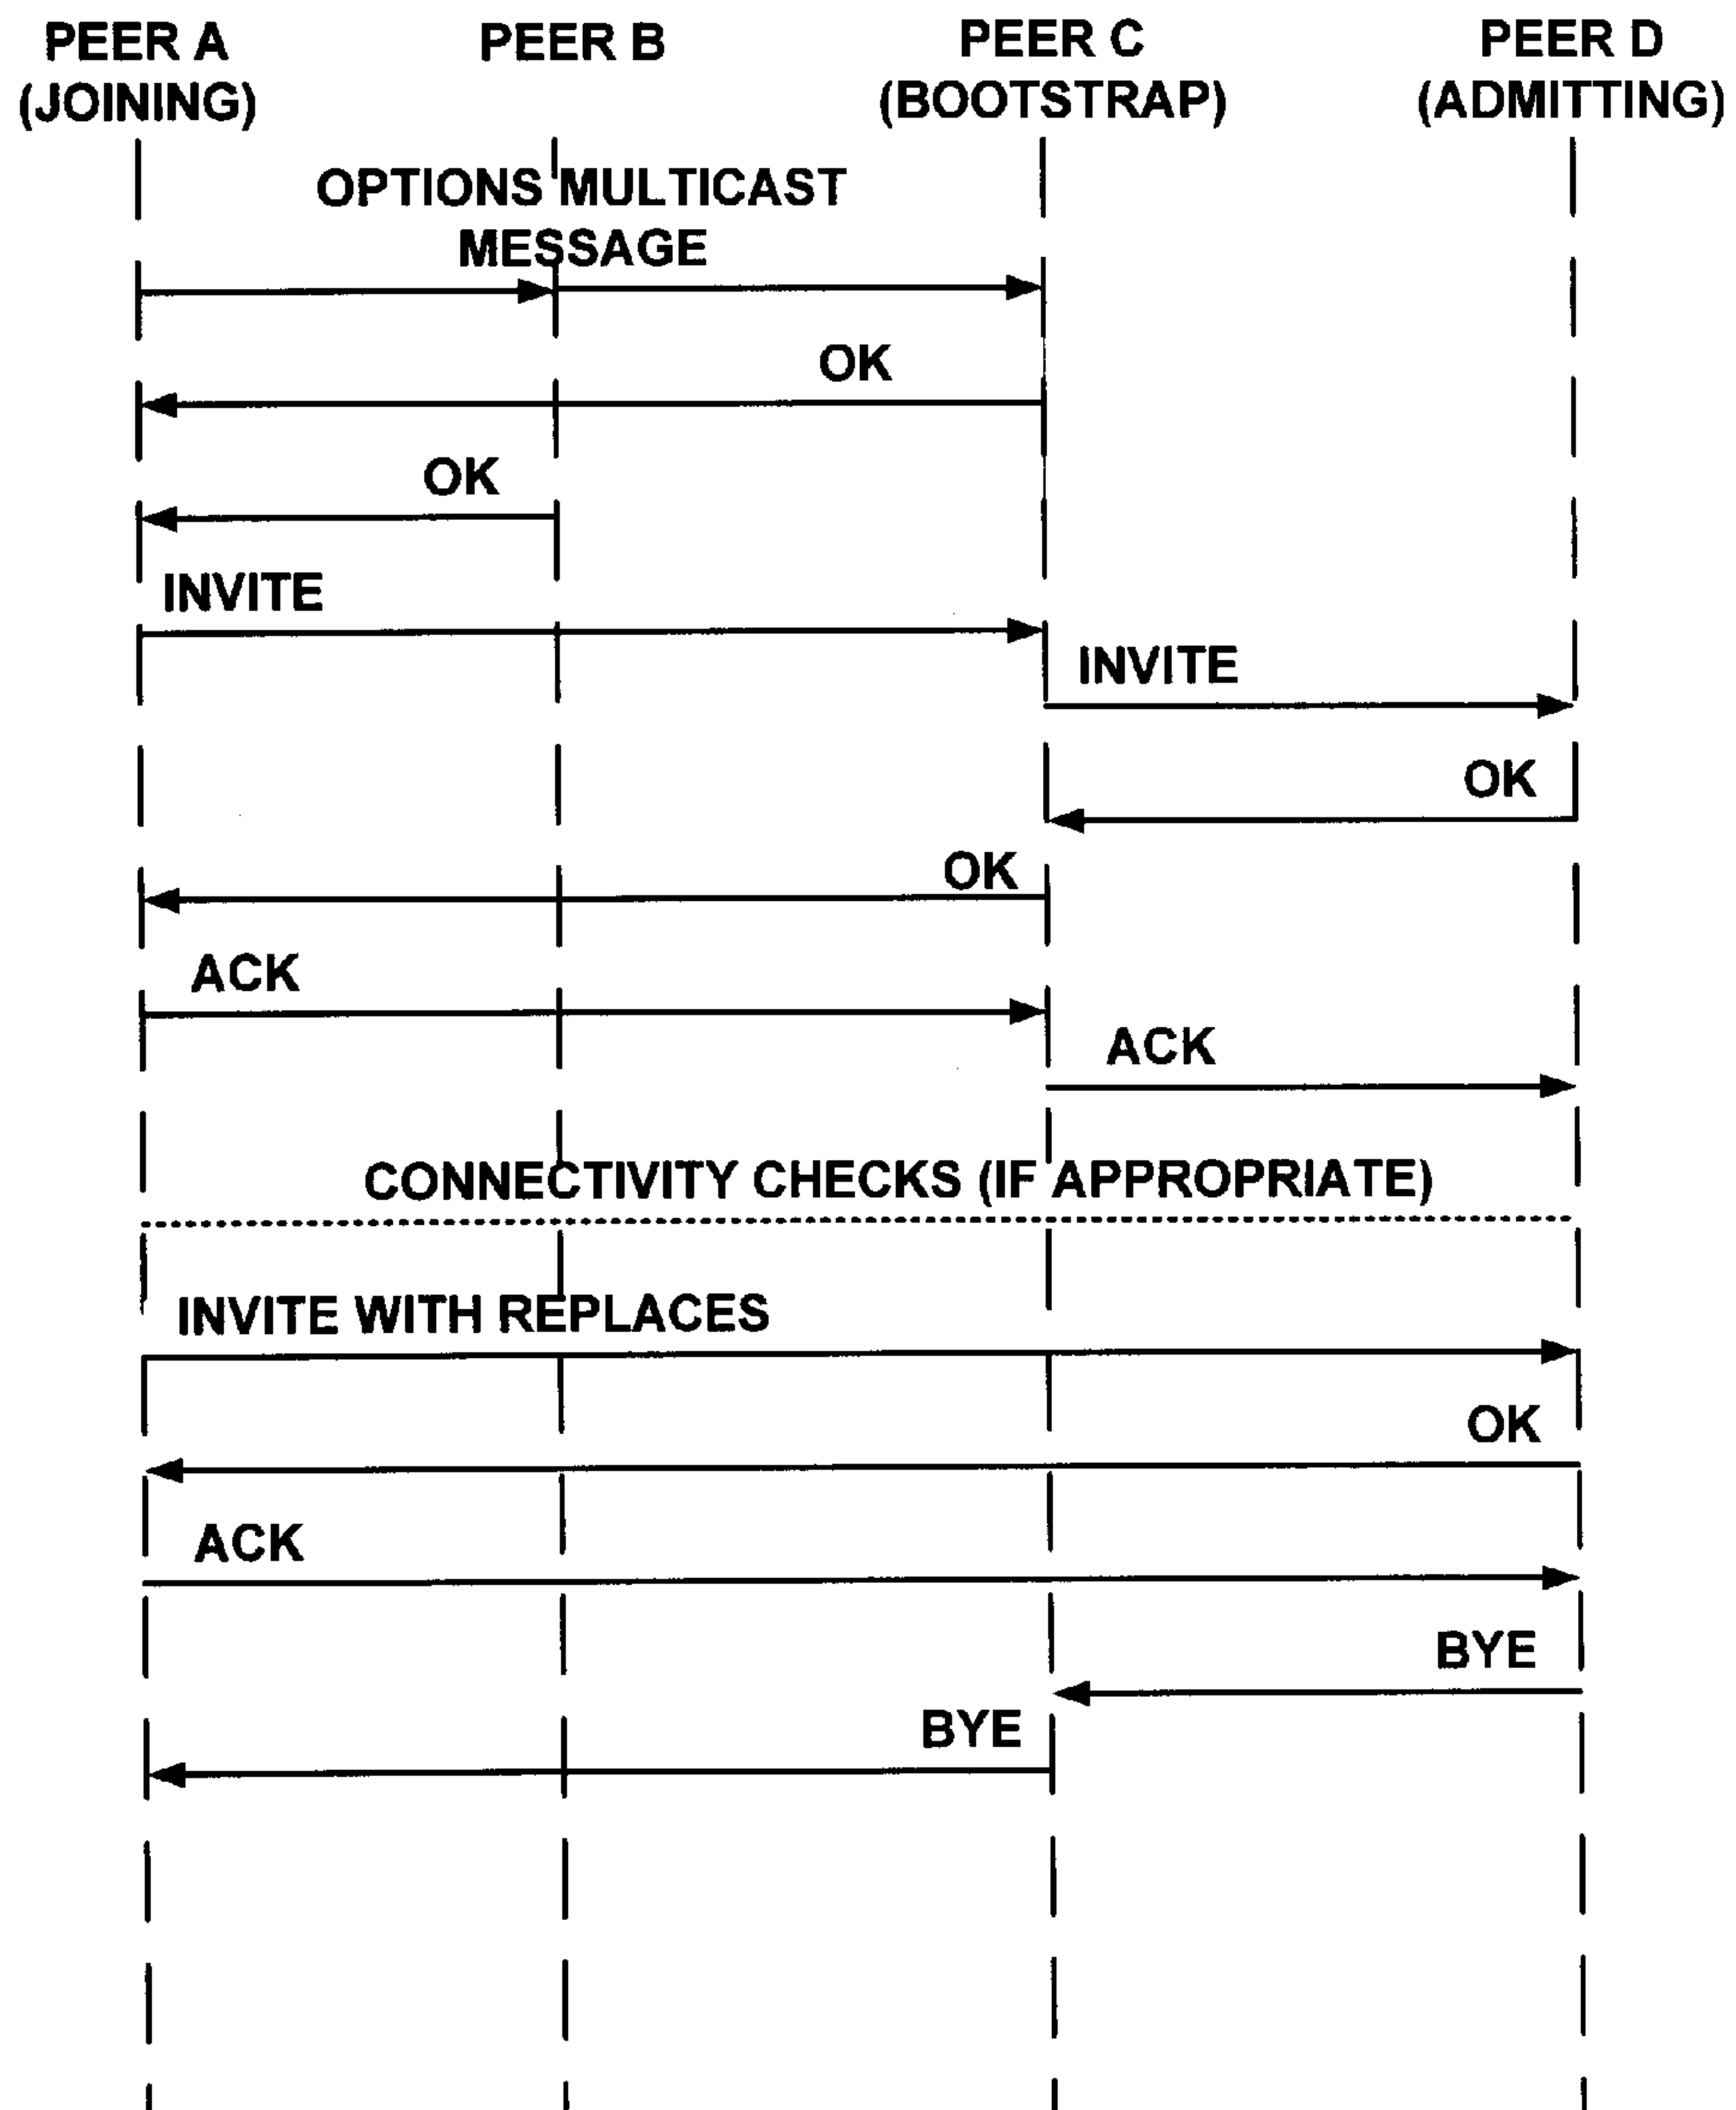 PEER A
(JOINING)
PEER B
PEER C
(BOOTSTRAP)
PEER D
(ADMITTING)
OPTIONS MULTICAST
MESSAGE
OK
OK
INVITE
INVITE
OK
OK
ACK
ACK
CONNECTIVITY CHECKS (IF APPROPRIATE)
INVITE WITH REPLACES
OK
ACK
BYE
BYE